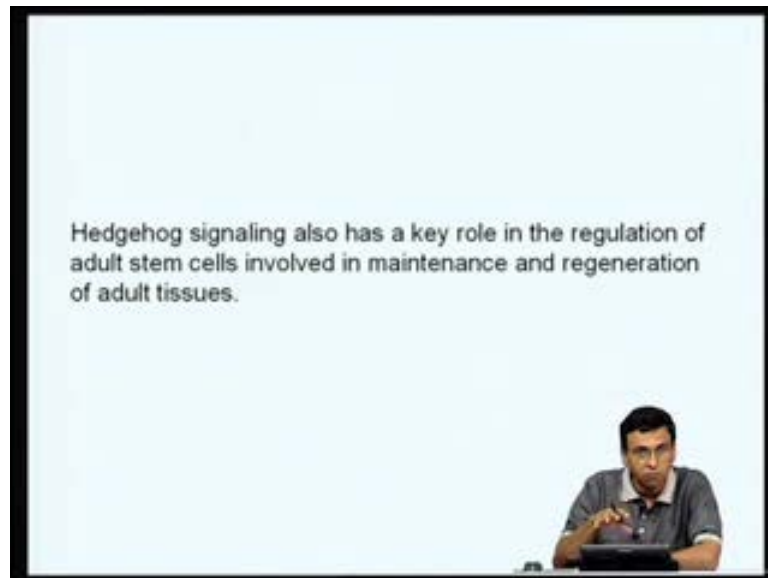 Hedgehog signaling also has a key role in the regulation of
adult stem cells involved in maintenance and regeneration
of adult tissues.